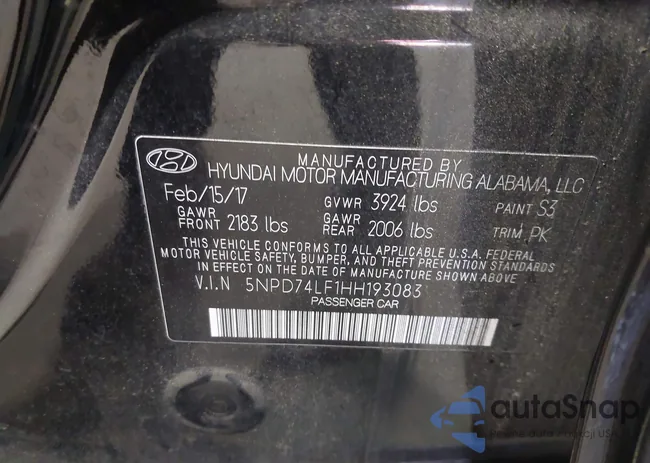 MANUFACTURED BY
HYUNDAI MOTOR MANUFACTURING ALABAMA, LLC
Feb/15/17 GVWR 3924 lbs PAINT S3
GAWR FRONT 2183 lbs GAWR REAR 2006 lbs TRIM PK
THIS VEHICLE CONFORMS TO ALL APPLICABLE U.S.A. FEDERAL
MOTOR VEHICLE SAFETY, BUMPER, AND THEFT PREVENTION STANDARDS
IN EFFECT ON THE DATE OF MANUFACTURE SHOWN ABOVE
V.I.N 5NPD74LF1HH193083
PASSENGER CAR
autoSnap